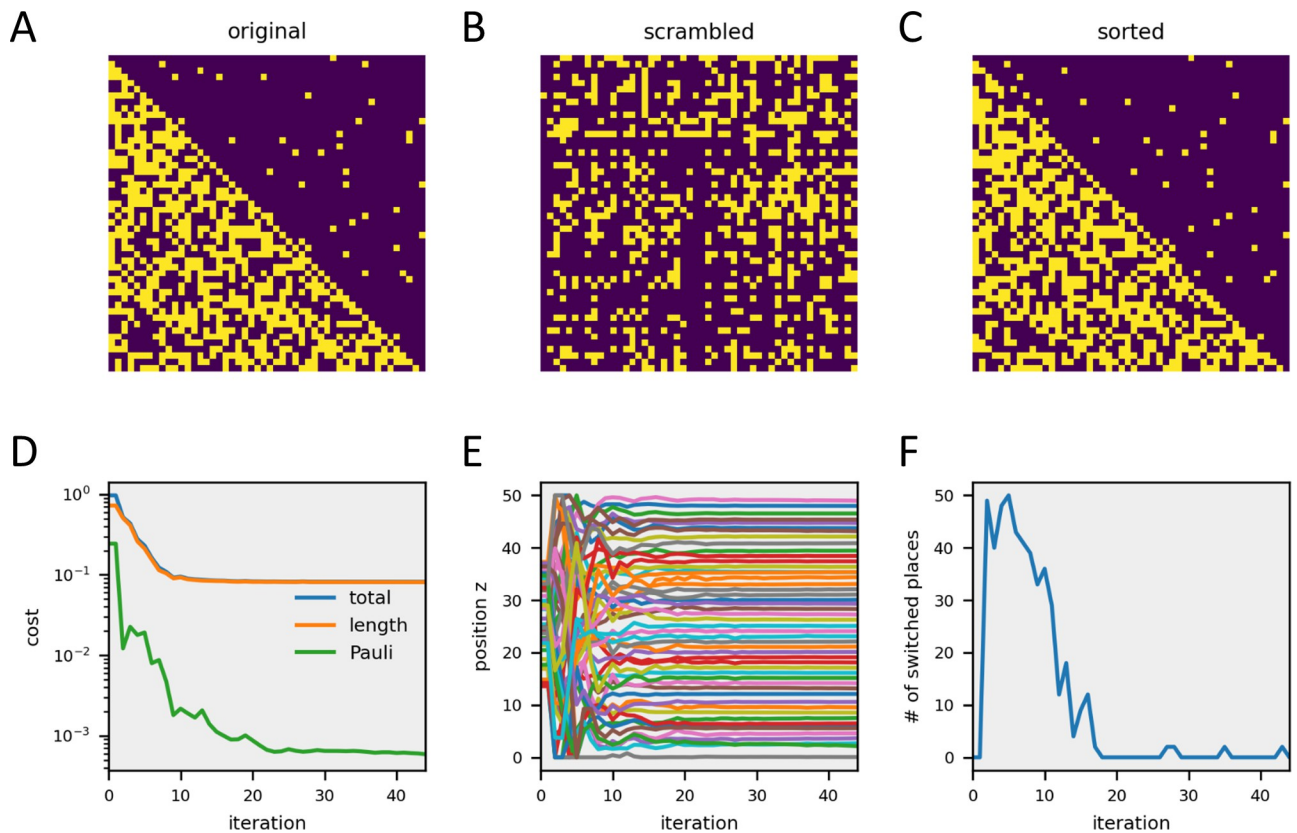 A original
B scrambled
C sorted
D
10⁰
10⁻¹
10⁻²
10⁻³
cost
total
length
Pauli
0 10 20 30 40
iteration
E
50
40
30
20
10
0
position z
0 10 20 30 40
iteration
F
50
40
30
20
10
0
# of switched places
0 10 20 30 40
iteration